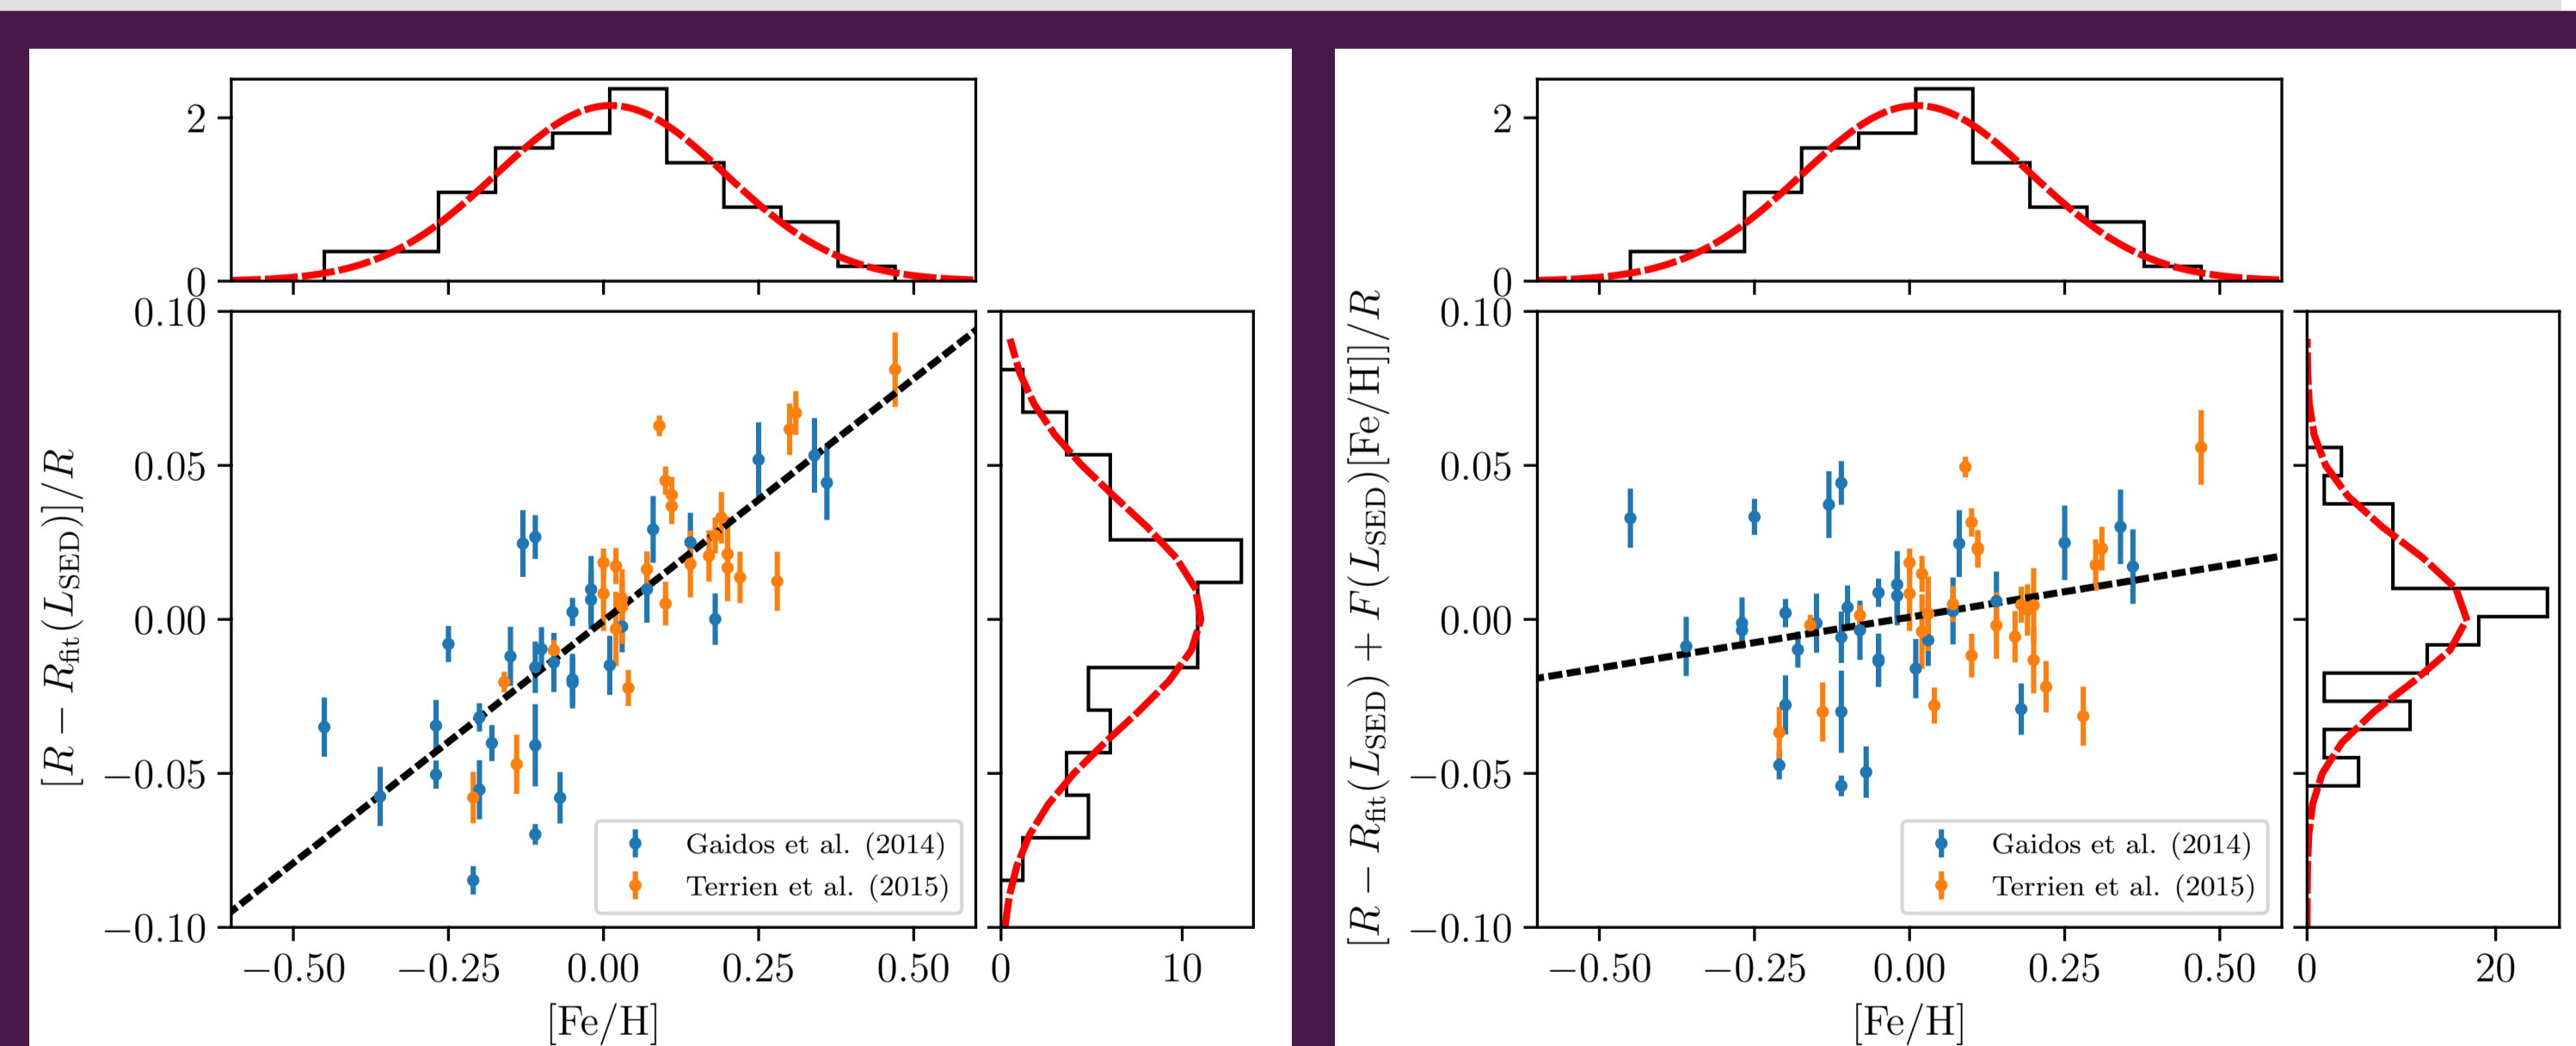 2
0
0.10
0.05
0.00
−0.05
−0.10
[R − R_fit(L_SED)]/R
−0.50 −0.25 0.00 0.25 0.50
0 10
[Fe/H]
Gaidos et al. (2014)
Terrien et al. (2015)
2
0
0.10
0.05
0.00
−0.05
−0.10
[R − R_fit(L_SED) + F(L_SED)[Fe/H]]/R
−0.50 −0.25 0.00 0.25 0.50
0 20
[Fe/H]
Gaidos et al. (2014)
Terrien et al. (2015)